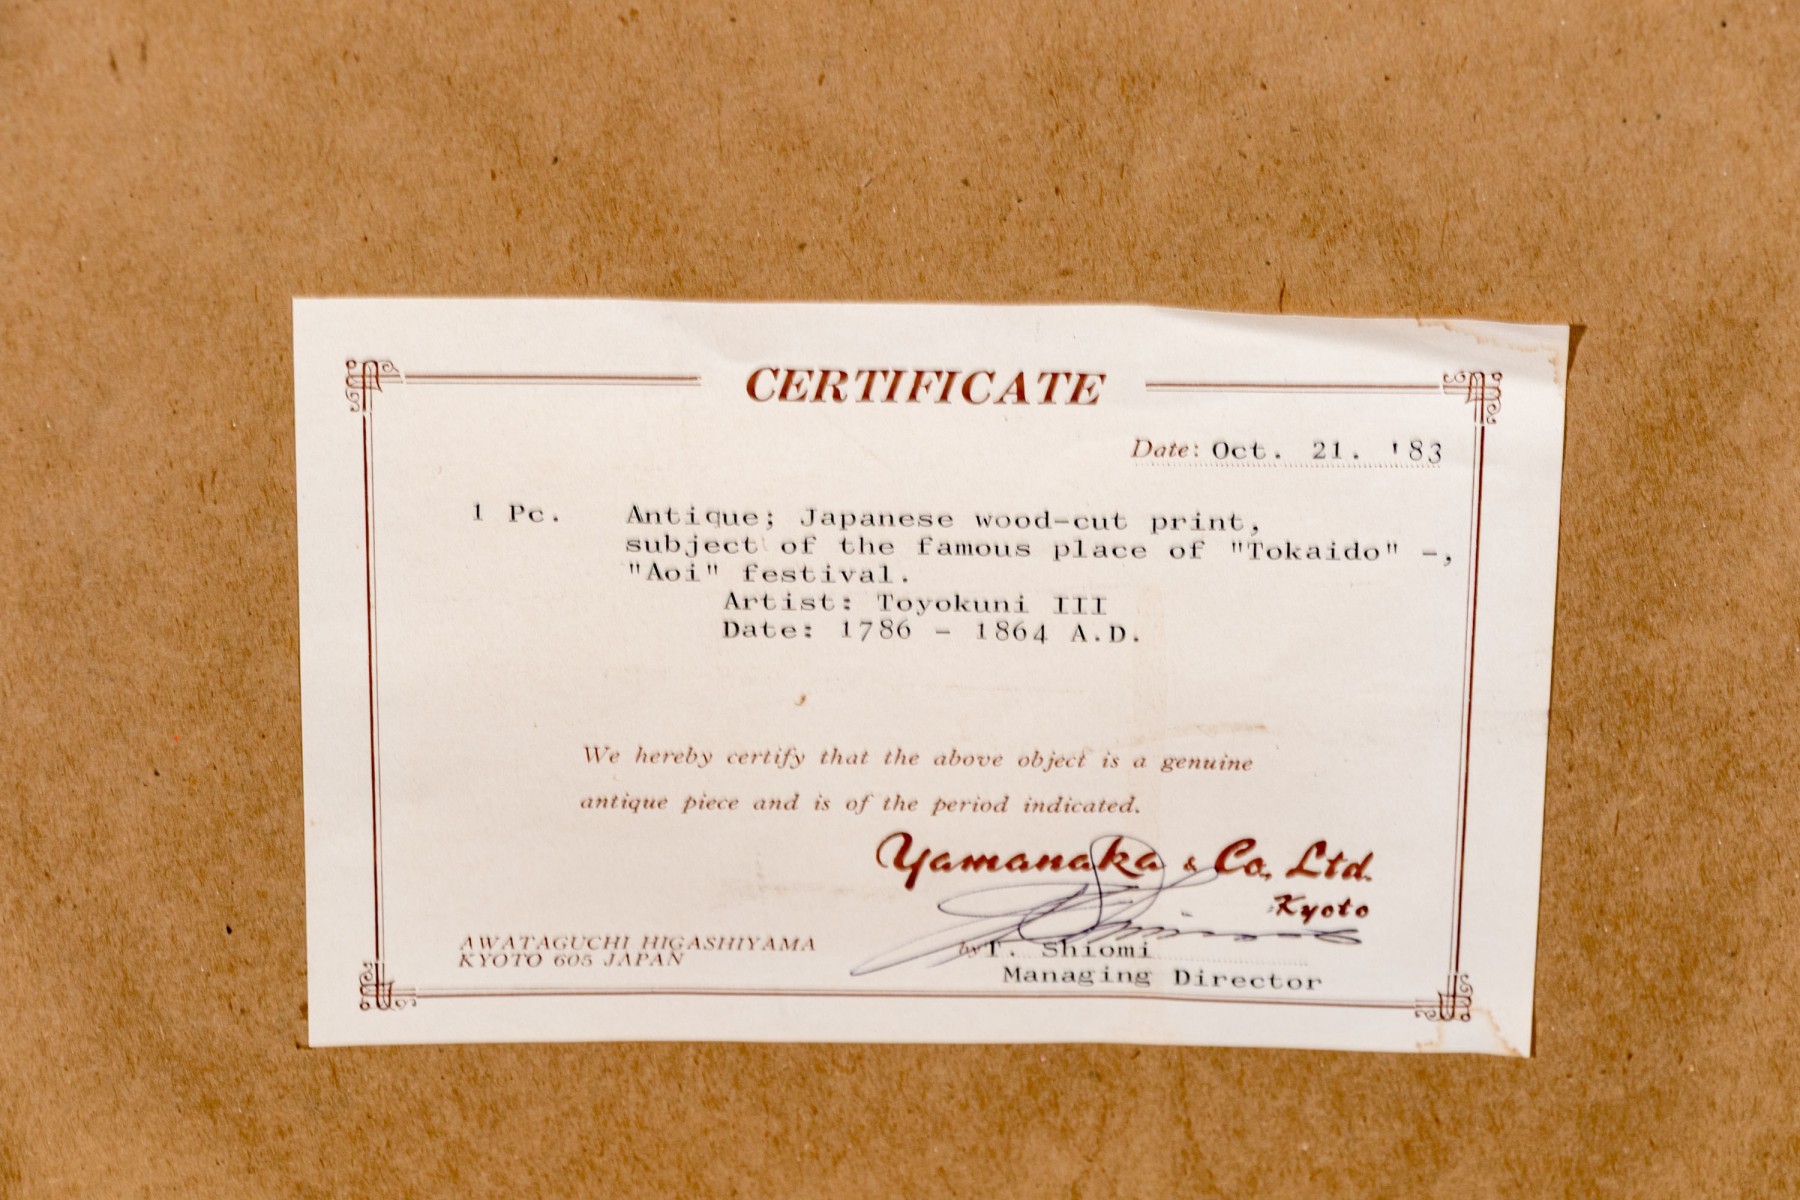 CERTIFICATE
Date: Oct. 21. '83
1 Pc. Antique; Japanese wood-cut print,
subject of the famous place of "Tokaido" -,
"Aoi" festival.
Artist: Toyokuni III
Date: 1786 - 1864 A.D.
We hereby certify that the above object is a genuine
antique piece and is of the period indicated.
Yamanaka & Co., Ltd.
Kyoto
by T. Shiomi
Managing Director
AWATAGUCHI HIGASHIYAMA
KYOTO 605 JAPAN